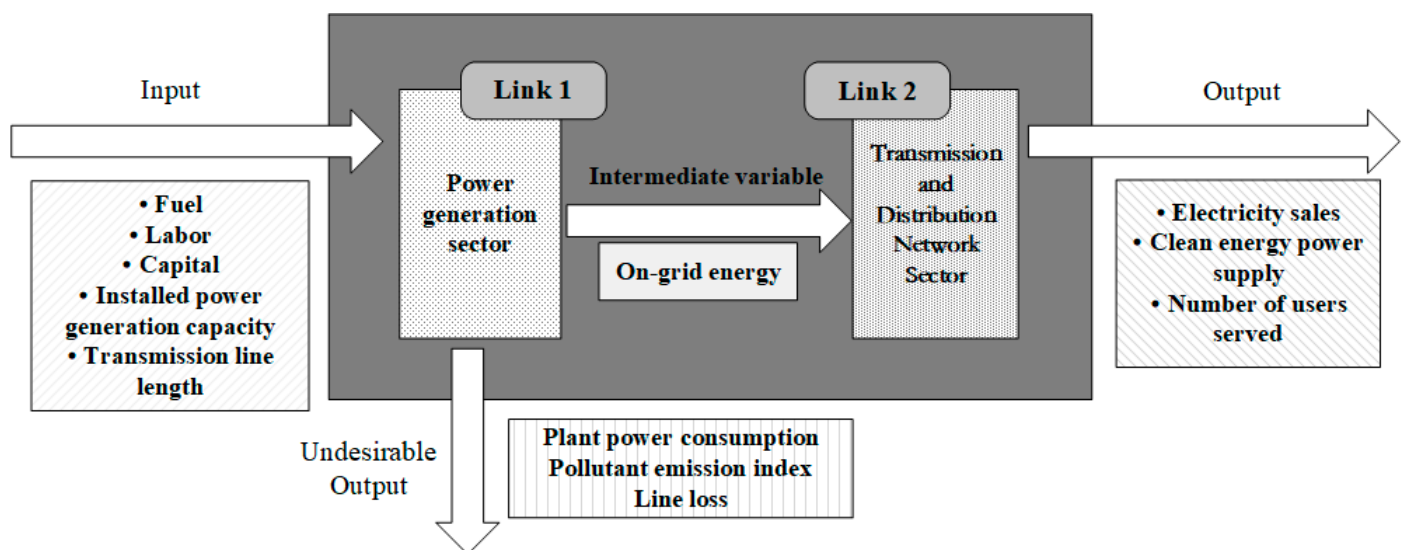 Input
• Fuel
• Labor
• Capital
• Installed power
generation capacity
• Transmission line
length
Link 1
Power
generation
sector
Intermediate variable
On-grid energy
Link 2
Transmission
and
Distribution
Network
Sector
Output
• Electricity sales
• Clean energy power
supply
• Number of users
served
Undesirable
Output
Plant power consumption
Pollutant emission index
Line loss